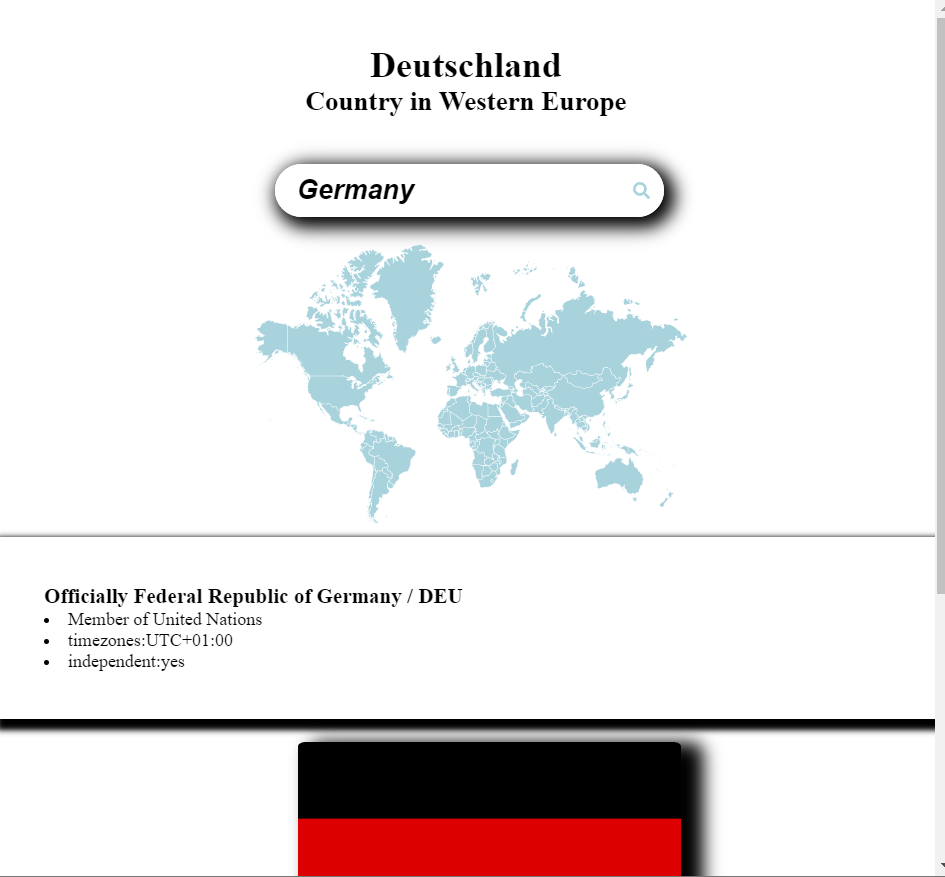 Deutschland
Country in Western Europe
Germany
Officially Federal Republic of Germany / DEU
Member of United Nations
timezones:UTC+01:00
independent:yes